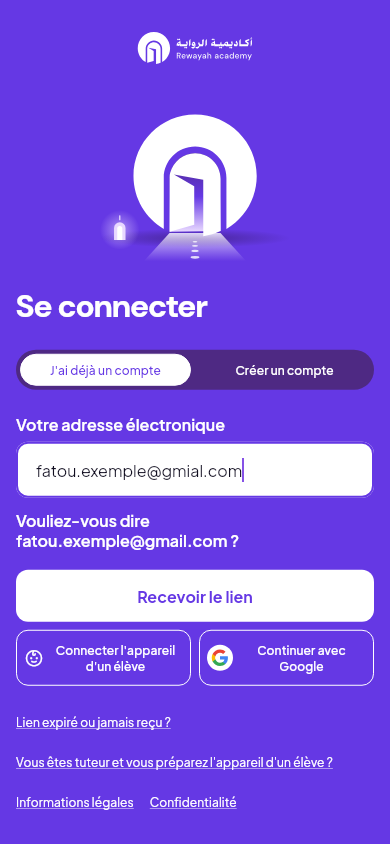 أكاديمية الرواية
Rewayah academy
Se connecter
J'ai déjà un compte
Créer un compte
Votre adresse électronique
fatou.exemple@gmial.com
Vouliez-vous dire
fatou.exemple@gmail.com ?
Recevoir le lien
Connecter l'appareil
d'un élève
Continuer avec
Google
Lien expiré ou jamais reçu ?
Vous êtes tuteur et vous préparez l'appareil d'un élève ?
Informations légales
Confidentialité